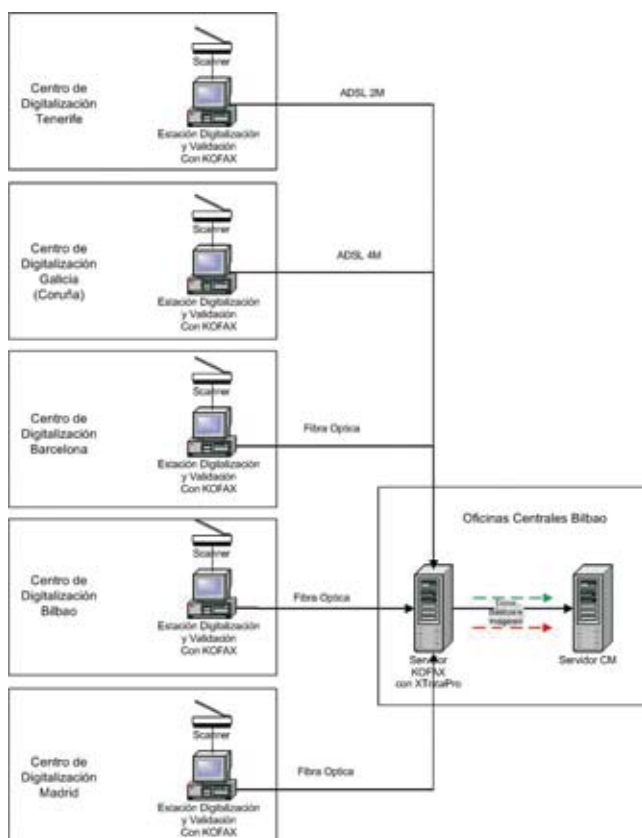 Centro de
Digitalización
Tenerife
Scanner
Estación Digitalización
y Validación
Con KOFAX
ADSL 2M
Centro de
Digitalización
Galicia
(Coruña)
Scanner
Estación Digitalización
y Validación
Con KOFAX
ADSL 4M
Centro de
Digitalización
Barcelona
Scanner
Estación Digitalización
y Validación
Con KOFAX
Fibra Optica
Centro de
Digitalización
Bilbao
Scanner
Estación Digitalización
y Validación
Con KOFAX
Fibra Optica
Oficinas Centrales Bilbao
Imágenes
Servidor
KOFAX
Servidor CM
Centro de
Digitalización
Madrid
Scanner
Estación Digitalización
y Validación
Con KOFAX
Fibra Optica